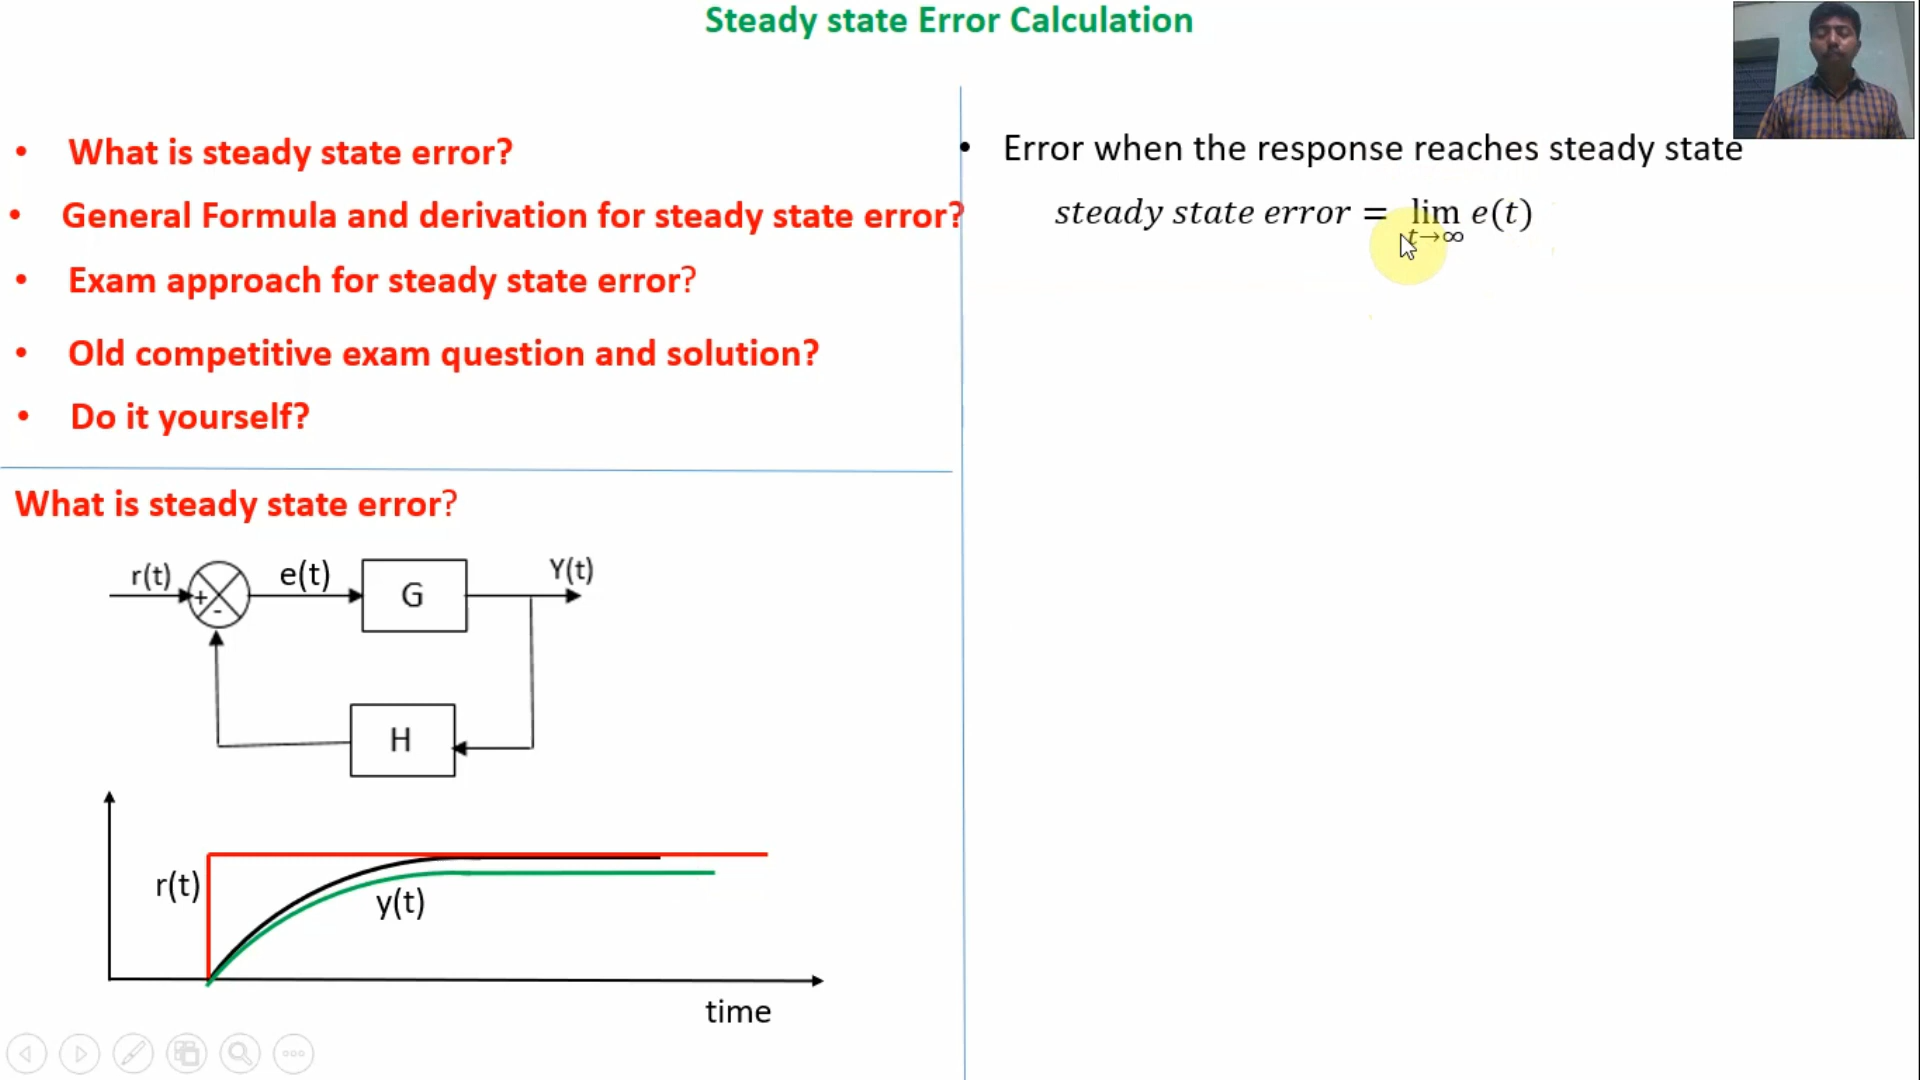 Steady state Error Calculation
• What is steady state error?
• General Formula and derivation for steady state error?
• Exam approach for steady state error?
• Old competitive exam question and solution?
• Do it yourself?
What is steady state error?
r(t)
+
-
e(t)
G
Y(t)
H
r(t)
y(t)
time
• Error when the response reaches steady state
steady state error = lim e(t)
t→∞